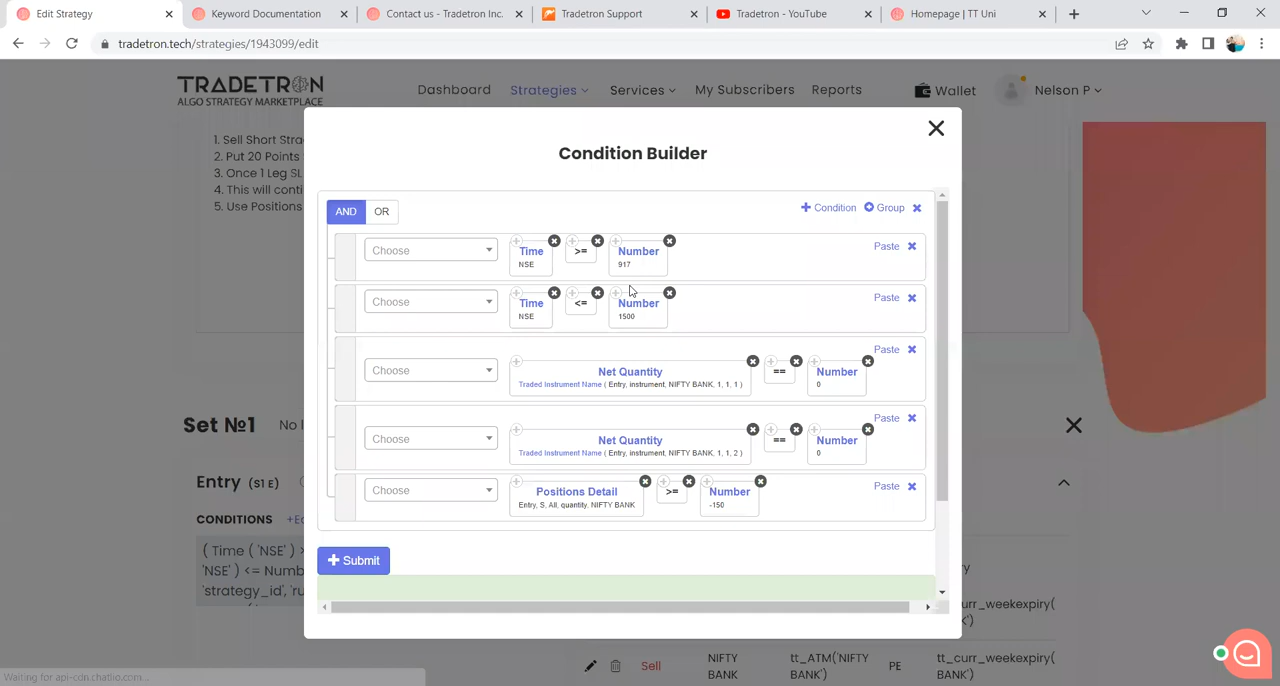 Edit Strategy
Keyword Documentation
Contact us - Tradetron Inc.
Tradetron Support
Tradetron - YouTube
Homepage | TT Uni
tradetron.tech/strategies/1943099/edit
TRADETRON
ALGO STRATEGY MARKETPLACE
Dashboard
Strategies
Services
My Subscribers
Reports
Wallet
Nelson P
1. Sell Short Stra
2. Put 20 Points
3. Once 1 Leg SL
4. This will conti
5. Use Positions
Condition Builder
AND
OR
Condition
Group
Choose
Time
NSE
>=
Number
917
Paste
Choose
Time
NSE
<=
Number
1500
Paste
Choose
Net Quantity
Traded Instrument Name ( Entry, instrument, NIFTY BANK, 1, 1, 1 )
==
Number
0
Paste
Choose
Net Quantity
Traded Instrument Name ( Entry, instrument, NIFTY BANK, 1, 1, 2 )
==
Number
0
Paste
Choose
Positions Detail
Entry, S, All, quantity, NIFTY BANK
>=
Number
-150
Paste
+ Submit
Set №1
No l
Entry (S1 E)
CONDITIONS
+E
( Time ( 'NSE' ) >
'NSE' ) <= Numb
'strategy_id', 'ru
urr_weekexpiry(
K')
Sell
NIFTY
BANK
tt_ATM('NIFTY
BANK')
PE
tt_curr_weekexpiry(
BANK')
Waiting for api-cdn.chatlio.com...